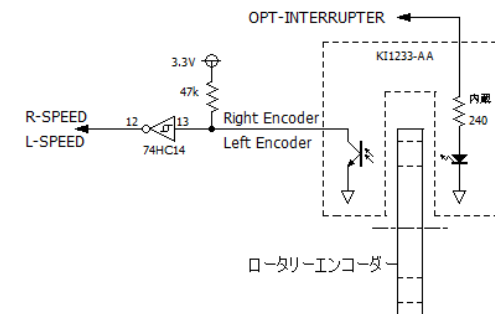 OPT-INTERRUPTER
KI1233-AA
3.3V
47k
内蔵
240
R-SPEED
L-SPEED
12
13
74HC14
Right Encoder
Left Encoder
ロータリーエンコーダー